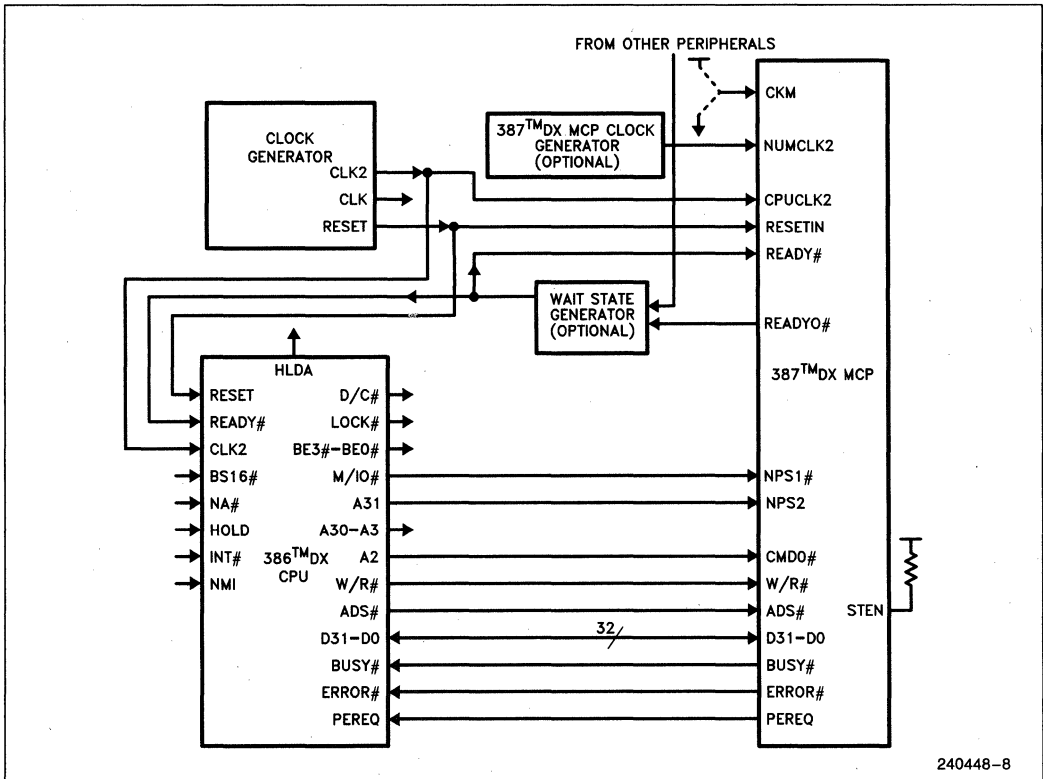 FROM OTHER PERIPHERALS
CKM
387™DX MCP CLOCK
GENERATOR
(OPTIONAL)
NUMCLK2
CLOCK
GENERATOR
CLK2
CLK
RESET
CPUCLK2
RESETIN
READY#
WAIT STATE
GENERATOR
(OPTIONAL)
READYO#
387™DX MCP
HLDA
RESET
READY#
CLK2
BS16#
NA#
HOLD
INT#
NMI
386™DX
CPU
D/C#
LOCK#
BE3#-BE0#
M/IO#
A31
A30-A3
A2
W/R#
ADS#
D31-D0
BUSY#
ERROR#
PEREQ
32
NPS1#
NPS2
CMD0#
W/R#
ADS#
STEN
D31-D0
BUSY#
ERROR#
PEREQ
240448-8